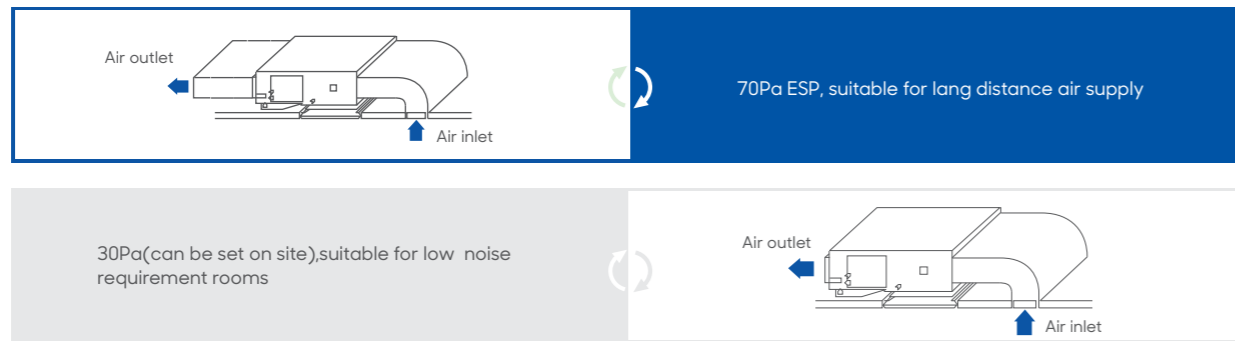 Air outlet
70Pa ESP, suitable for lang distance air supply
Air inlet
30Pa(can be set on site),suitable for low noise
requirement rooms
Air outlet
Air inlet